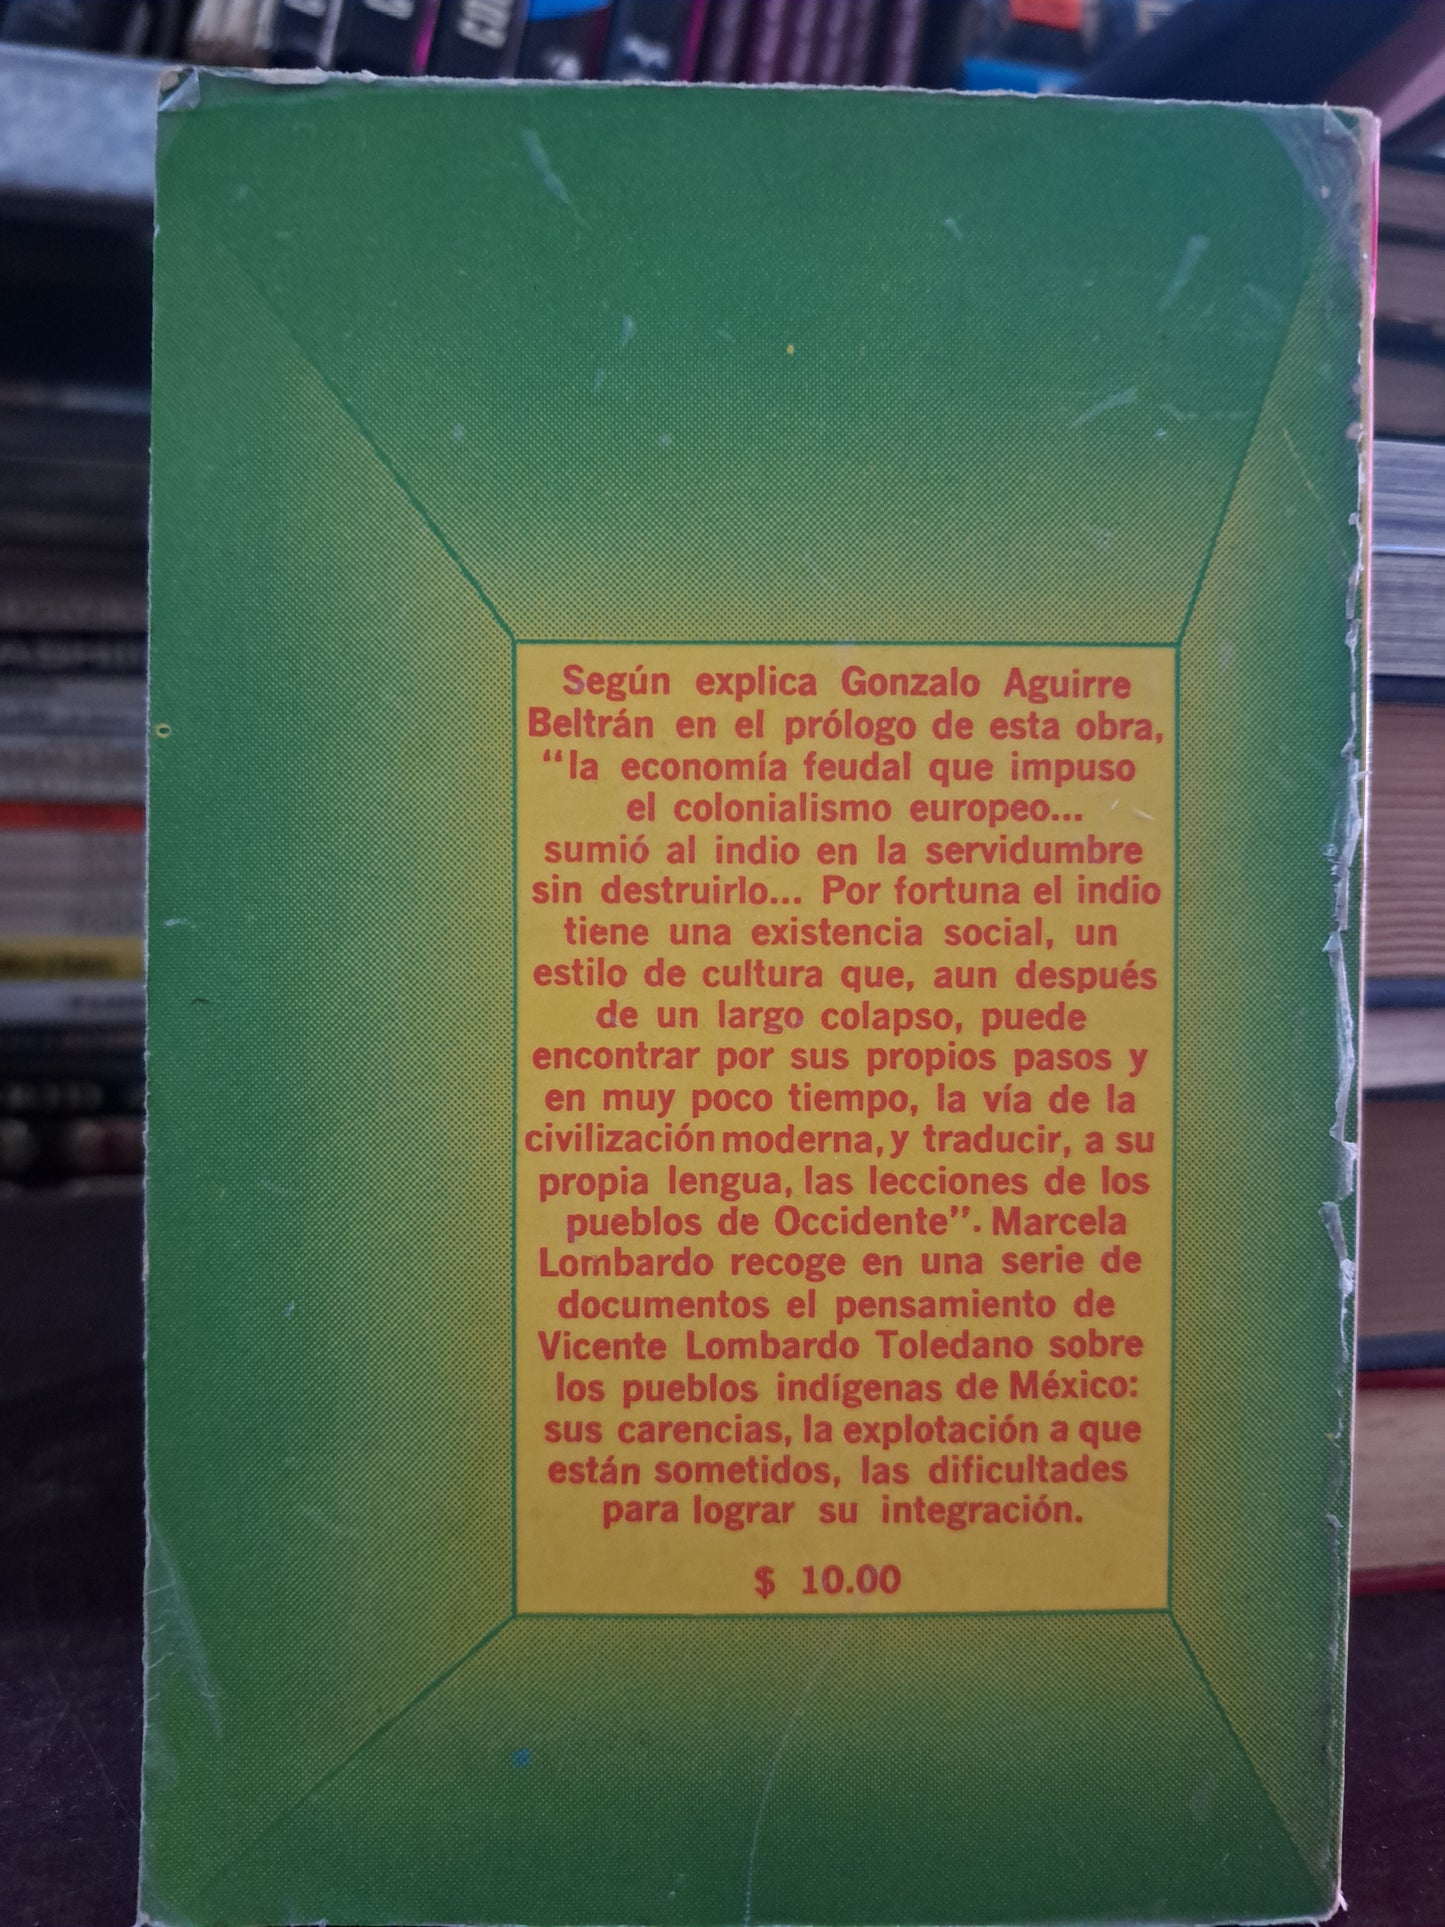 Según explica Gonzalo Aguirre
Beltrán en el prólogo de esta obra,
“la economía feudal que impuso
el colonialismo europeo...
sumió al indio en la servidumbre
sin destruirlo... Por fortuna el indio
tiene una existencia social, un
estilo de cultura que, aun después
de un largo colapso, puede
encontrar por sus propios pasos y
en muy poco tiempo, la vía de la
civilización moderna, y traducir, a su
propia lengua, las lecciones de los
pueblos de Occidente”. Marcela
Lombardo recoge en una serie de
documentos el pensamiento de
Vicente Lombardo Toledano sobre
los pueblos indígenas de México:
sus carencias, la explotación a que
están sometidos, las dificultades
para lograr su integración.
$ 10.00